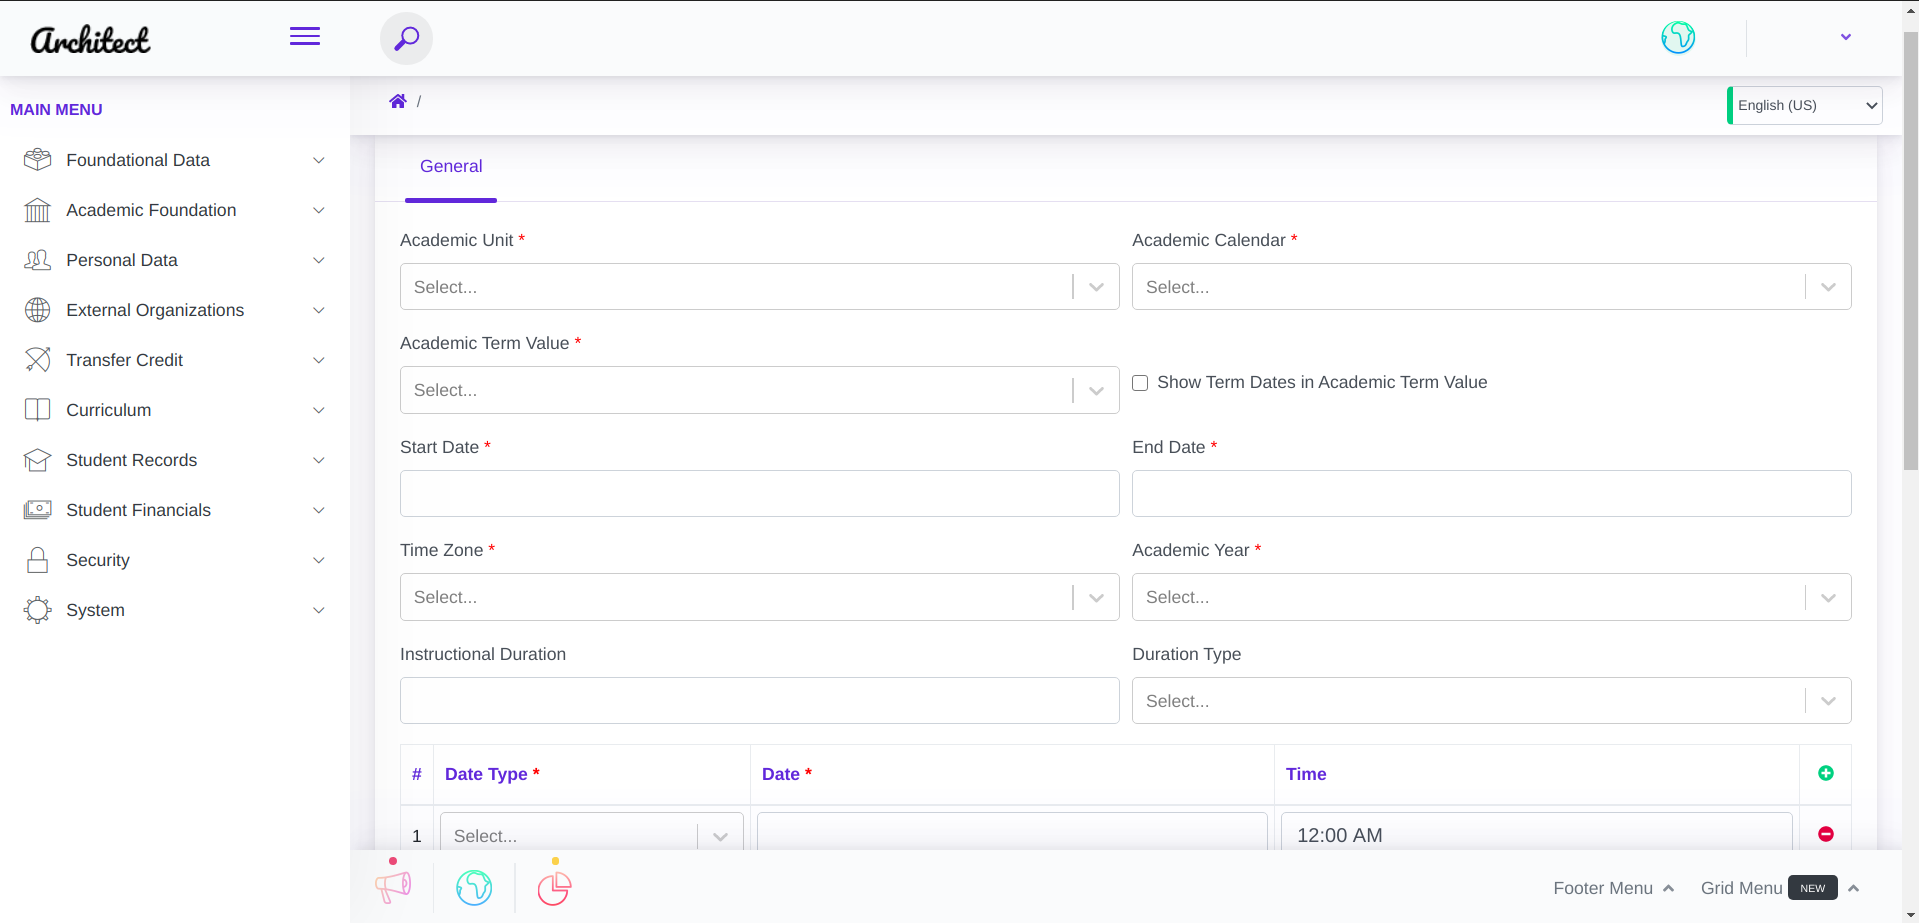 Architect
MAIN MENU
/
English (US)
Foundational Data
Academic Foundation
Personal Data
External Organizations
Transfer Credit
Curriculum
Student Records
Student Financials
Security
System
General
Academic Unit *
Academic Calendar *
Select...
Select...
Academic Term Value *
Select...
Show Term Dates in Academic Term Value
Start Date *
End Date *
Time Zone *
Academic Year *
Select...
Select...
Instructional Duration
Duration Type
Select...
# Date Type * Date * Time
1 Select... 12:00 AM
Footer Menu Grid Menu NEW